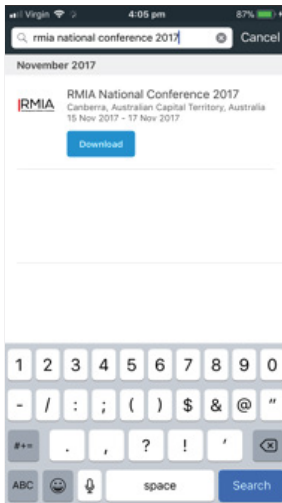 Virgin 4:05 pm 87%
rmia national conference 2017 Cancel
November 2017
RMIA
RMIA National Conference 2017
Canberra, Australian Capital Territory, Australia
15 Nov 2017 - 17 Nov 2017
Download
1 2 3 4 5 6 7 8 9 0
- / : ; ( ) $ & @ "
#+= . , ? ! '
ABC space Search